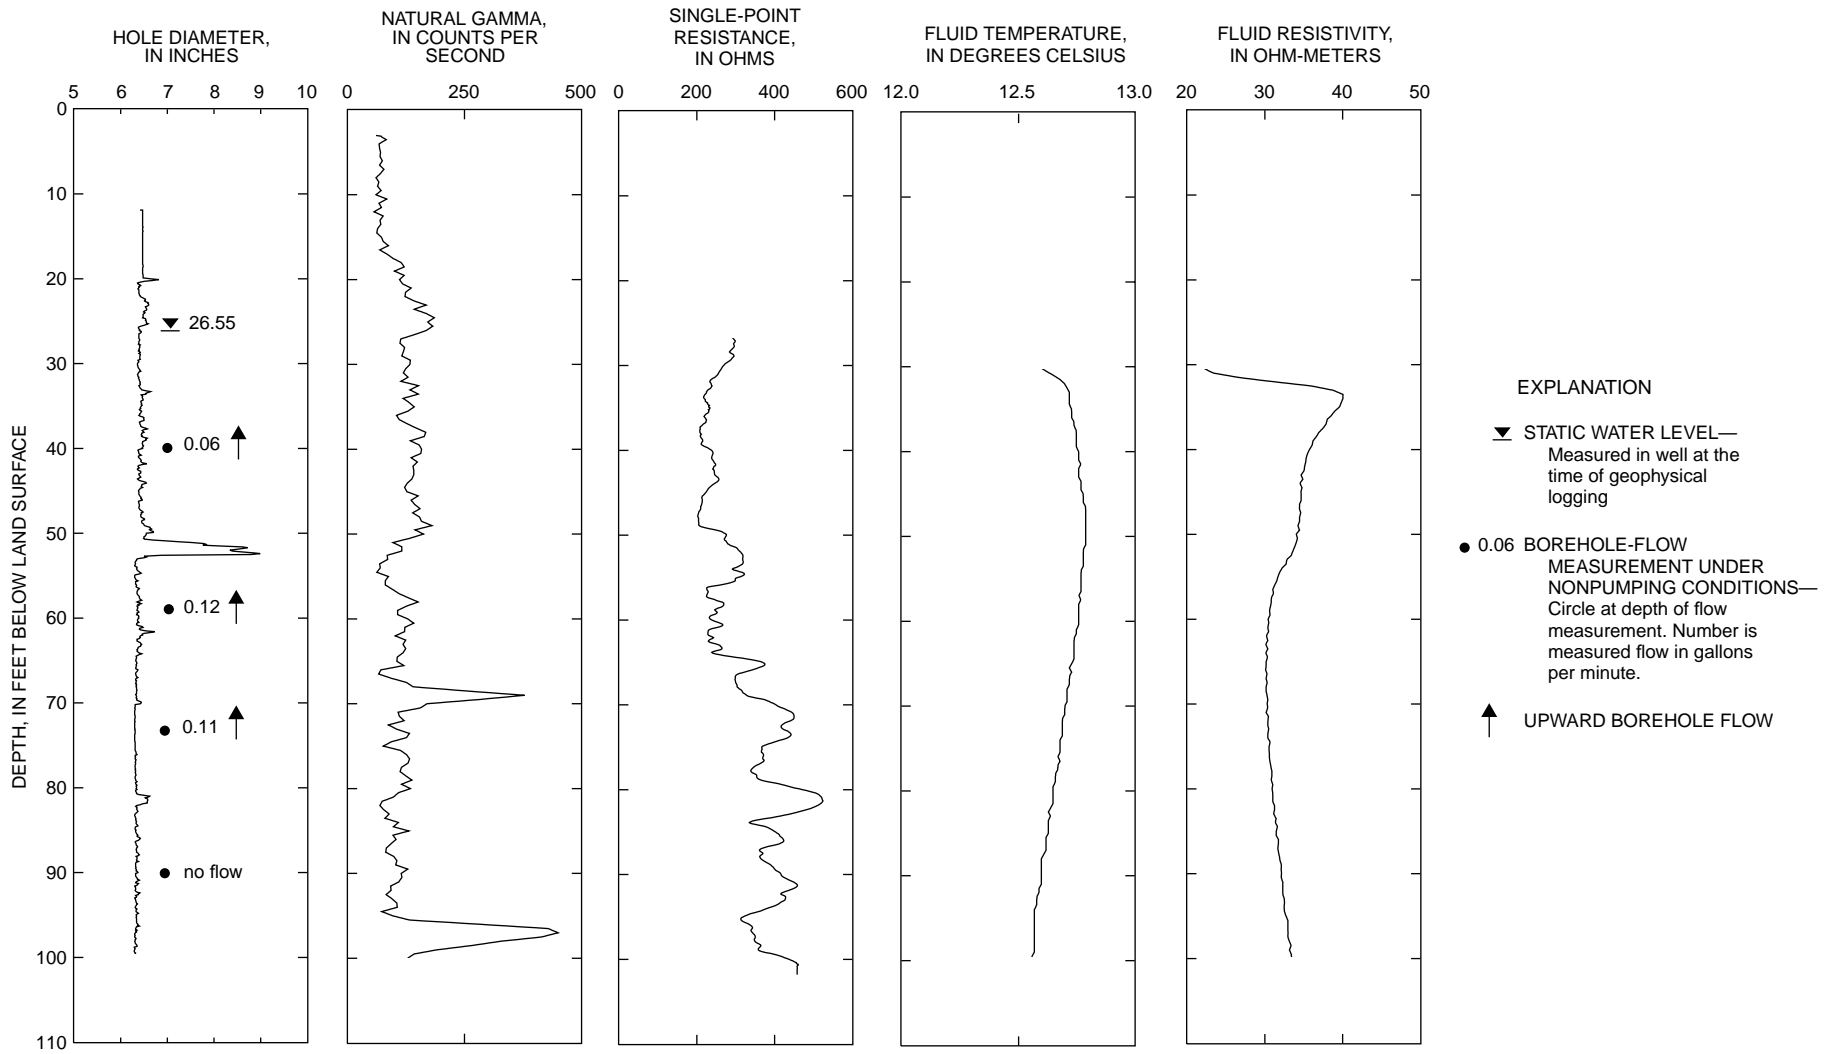 HOLE DIAMETER,
IN INCHES
NATURAL GAMMA,
IN COUNTS PER
SECOND
SINGLE-POINT
RESISTANCE,
IN OHMS
FLUID TEMPERATURE,
IN DEGREES CELSIUS
FLUID RESISTIVITY,
IN OHM-METERS
5 6 7 8 9 10
0 250 500
0 200 400 600
12.0 12.5 13.0
20 30 40 50
DEPTH, IN FEET BELOW LAND SURFACE
0
10
20
30
40
50
60
70
80
90
100
110
26.55
0.06
0.12
0.11
no flow
EXPLANATION
STATIC WATER LEVEL—
Measured in well at the
time of geophysical
logging
0.06 BOREHOLE-FLOW
MEASUREMENT UNDER
NONPUMPING CONDITIONS—
Circle at depth of flow
measurement. Number is
measured flow in gallons
per minute.
UPWARD BOREHOLE FLOW